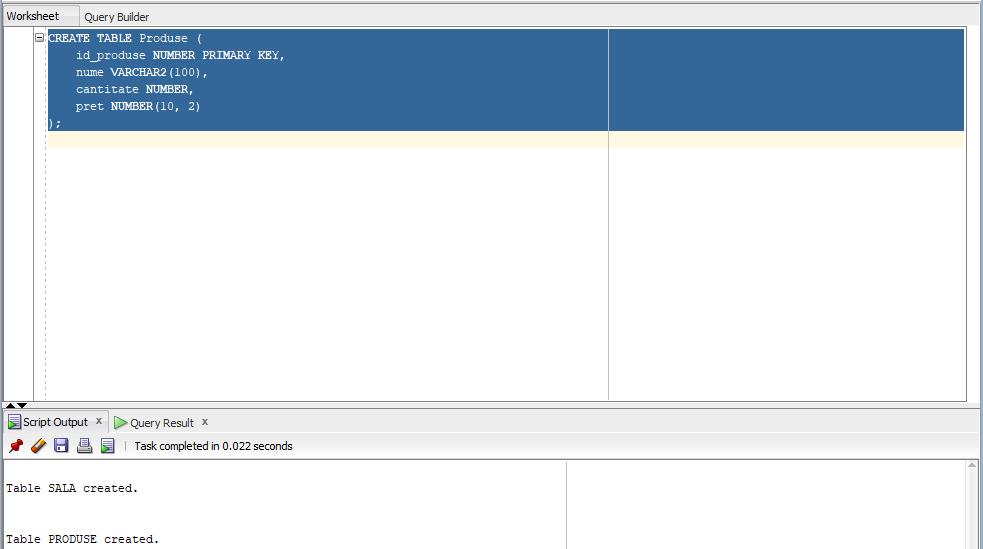 Worksheet Query Builder
CREATE TABLE Produse (
    id_produse NUMBER PRIMARY KEY,
    nume VARCHAR2(100),
    cantitate NUMBER,
    pret NUMBER(10, 2)
);
Script Output x Query Result x
Task completed in 0.022 seconds
Table SALA created.
Table PRODUSE created.